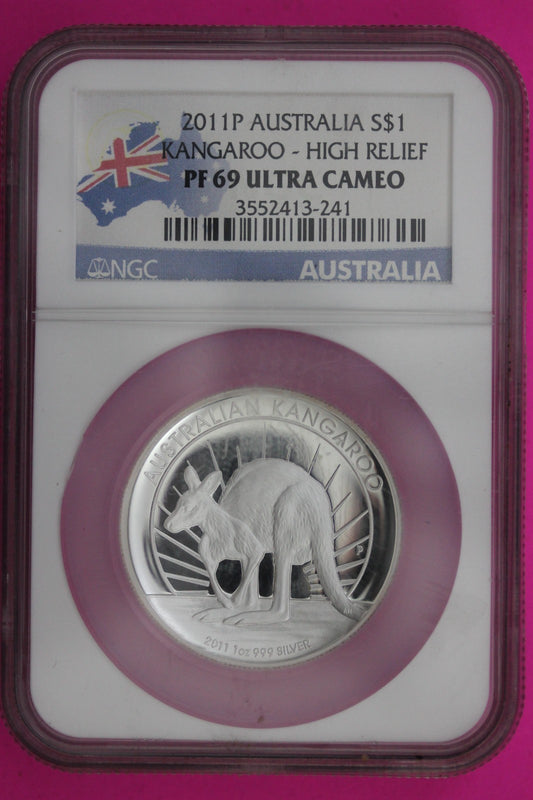 2011P AUSTRALIA S$1
KANGAROO - HIGH RELIEF
PF 69 ULTRA CAMEO
3552413-241
NGC
AUSTRALIA
AUSTRALIAN KANGAROO
P
2011 1oz 999 SILVER